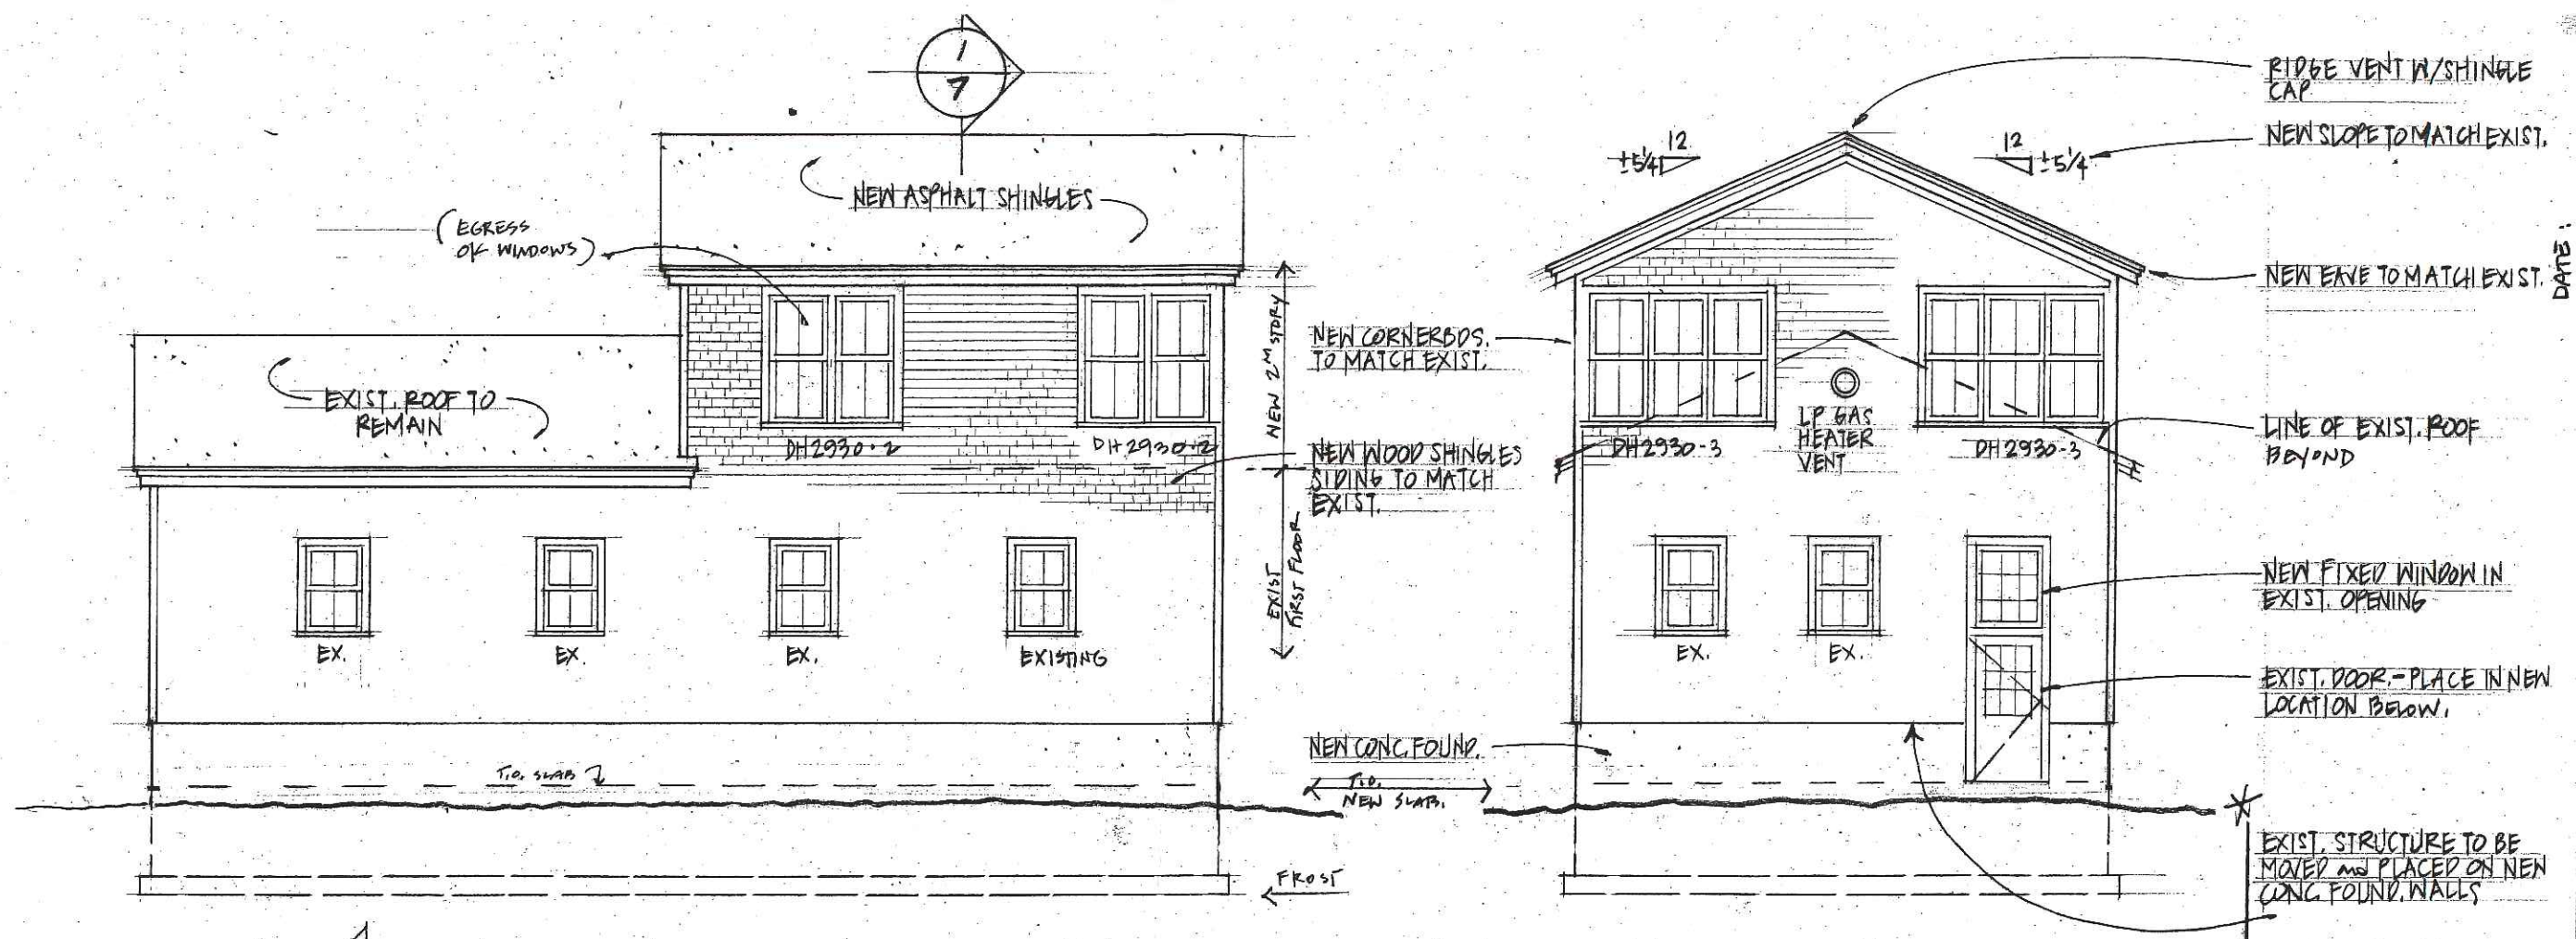 1
7
NEW ASPHALT SHINGLES
(EGRESS
OK WINDOWS)
EXIST. ROOF TO
REMAIN
DH2930-2
DH2930-2
NEW 2ND STORY
EXIST
FIRST FLOOR
EX.
EX.
EX.
EXISTING
T.O. SLAB
FROST
NEW CORNERBDS.
TO MATCH EXIST.
NEW WOOD SHINGLES
SIDING TO MATCH
EXIST.
NEW CONC. FOUND.
T.O.
NEW SLAB.
12
±5 1/4
12
±5 1/4
LP GAS
HEATER
VENT
DH2930-3
DH2930-3
EX.
EX.
RIDGE VENT W/SHINGLE
CAP
NEW SLOPE TO MATCH EXIST.
NEW EAVE TO MATCH EXIST.
DATE:
LINE OF EXIST. ROOF
BEYOND
NEW FIXED WINDOW IN
EXIST. OPENING
EXIST. DOOR.-PLACE IN NEW
LOCATION BELOW.
EXIST. STRUCTURE TO BE
MOVED and PLACED ON NEW
CONC. FOUND. WALLS